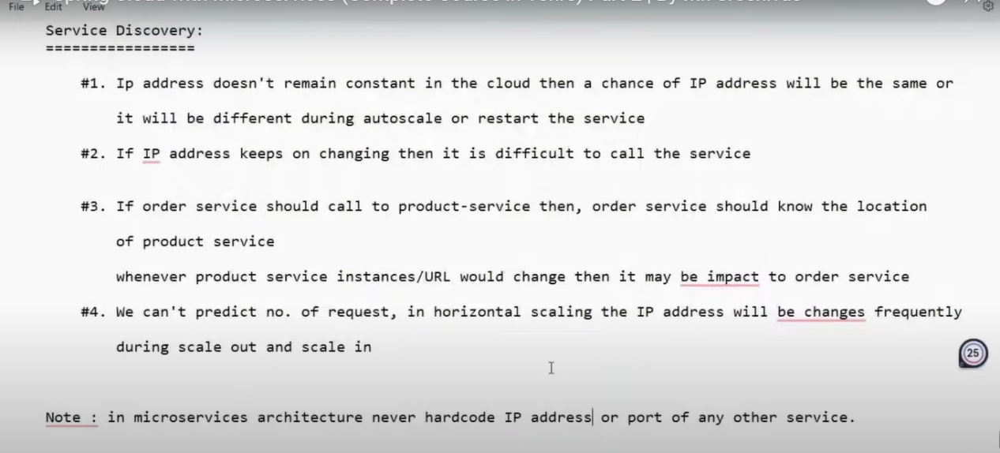 File Edit View
Service Discovery:
=================
#1. Ip address doesn't remain constant in the cloud then a chance of IP address will be the same or
it will be different during autoscale or restart the service
#2. If IP address keeps on changing then it is difficult to call the service
#3. If order service should call to product-service then, order service should know the location
of product service
whenever product service instances/URL would change then it may be impact to order service
#4. We can't predict no. of request, in horizontal scaling the IP address will be changes frequently
during scale out and scale in
25
Note : in microservices architecture never hardcode IP address or port of any other service.